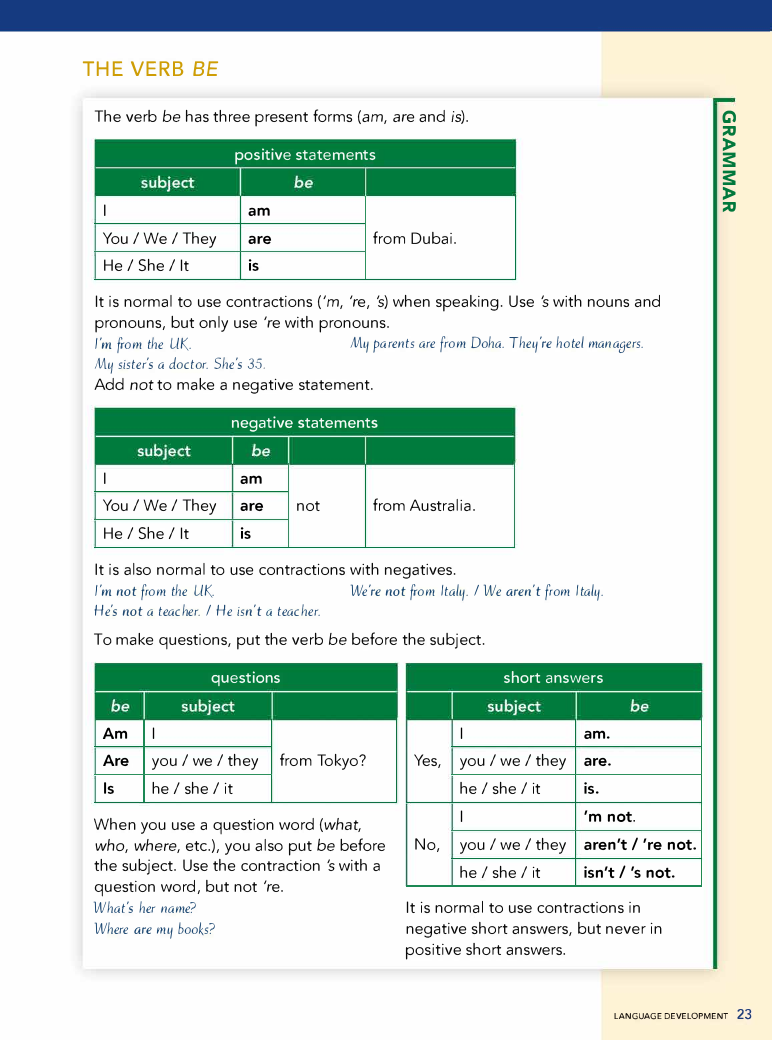 THE VERB BE
GRAMMAR
The verb be has three present forms (am, are and is).
positive statements
subject be
I am
You / We / They are from Dubai.
He / She / It is
It is normal to use contractions (’m, ’re, ’s) when speaking. Use ’s with nouns and
pronouns, but only use ’re with pronouns.
I’m from the UK. My parents are from Doha. They’re hotel managers.
My sister’s a doctor. She’s 35.
Add not to make a negative statement.
negative statements
subject be
I am
You / We / They are not from Australia.
He / She / It is
It is also normal to use contractions with negatives.
I’m not from the UK. We’re not from Italy. / We aren’t from Italy.
He’s not a teacher. / He isn’t a teacher.
To make questions, put the verb be before the subject.
questions
be subject
Am I
Are you / we / they from Tokyo?
Is he / she / it
When you use a question word (what,
who, where, etc.), you also put be before
the subject. Use the contraction ’s with a
question word, but not ’re.
What’s her name?
Where are my books?
short answers
subject be
I am.
Yes, you / we / they are.
he / she / it is.
I ’m not.
No, you / we / they aren’t / ’re not.
he / she / it isn’t / ’s not.
It is normal to use contractions in
negative short answers, but never in
positive short answers.
LANGUAGE DEVELOPMENT 23